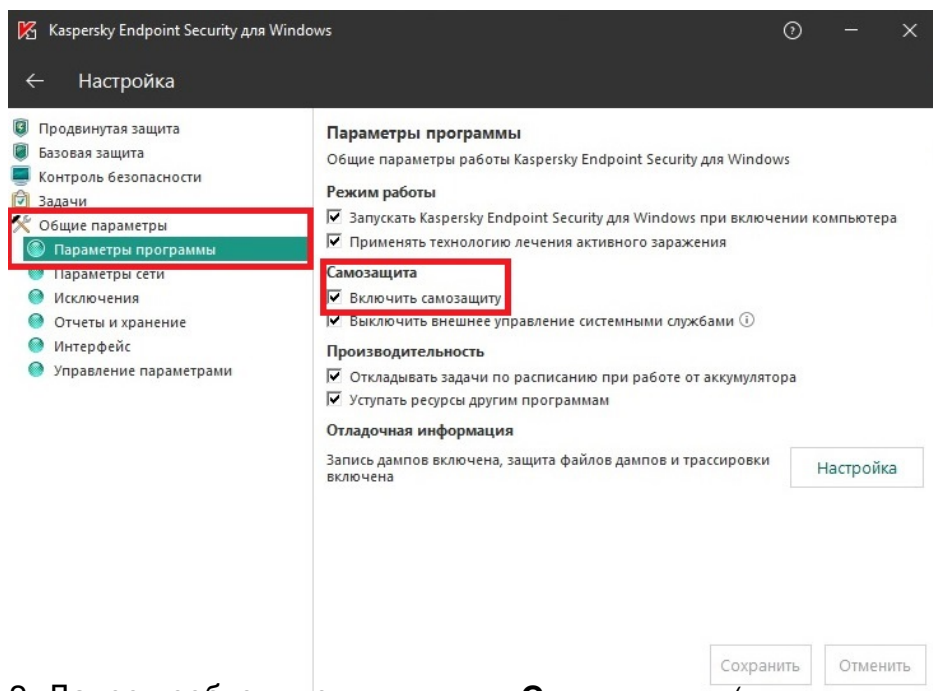 Kaspersky Endpoint Security для Windows
Настройка
Продвинутая защита
Базовая защита
Контроль безопасности
Задачи
Общие параметры
Параметры программы
Параметры сети
Исключения
Отчеты и хранение
Интерфейс
Управление параметрами
Параметры программы
Общие параметры работы Kaspersky Endpoint Security для Windows
Режим работы
Запускать Kaspersky Endpoint Security для Windows при включении компьютера
Применять технологию лечения активного заражения
Самозащита
Включить самозащиту
Выключить внешнее управление системными службами
Производительность
Откладывать задачи по расписанию при работе от аккумулятора
Уступать ресурсы другим программам
Отладочная информация
Запись дампов включена, защита файлов дампов и трассировки
включена
Настройка
Сохранить
Отменить